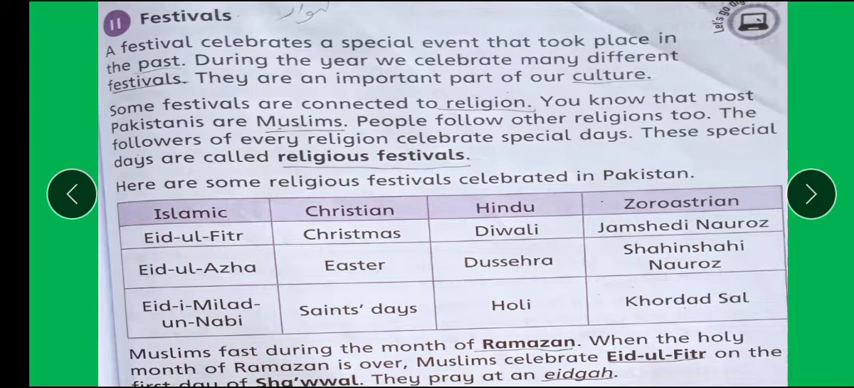 11 Festivals
تہوار
Let's go
A festival celebrates a special event that took place in
the past. During the year we celebrate many different
festivals. They are an important part of our culture.
Some festivals are connected to religion. You know that most
Pakistanis are Muslims. People follow other religions too. The
followers of every religion celebrate special days. These special
days are called religious festivals.
Here are some religious festivals celebrated in Pakistan.
Islamic Christian Hindu Zoroastrian
Eid-ul-Fitr Christmas Diwali Jamshedi Nauroz
Eid-ul-Azha Easter Dussehra Shahinshahi
Nauroz
Eid-i-Milad-
un-Nabi Saints' days Holi Khordad Sal
Muslims fast during the month of Ramazan. When the holy
month of Ramazan is over, Muslims celebrate Eid-ul-Fitr on the
first day of Sha'wwal. They pray at an eidgah.